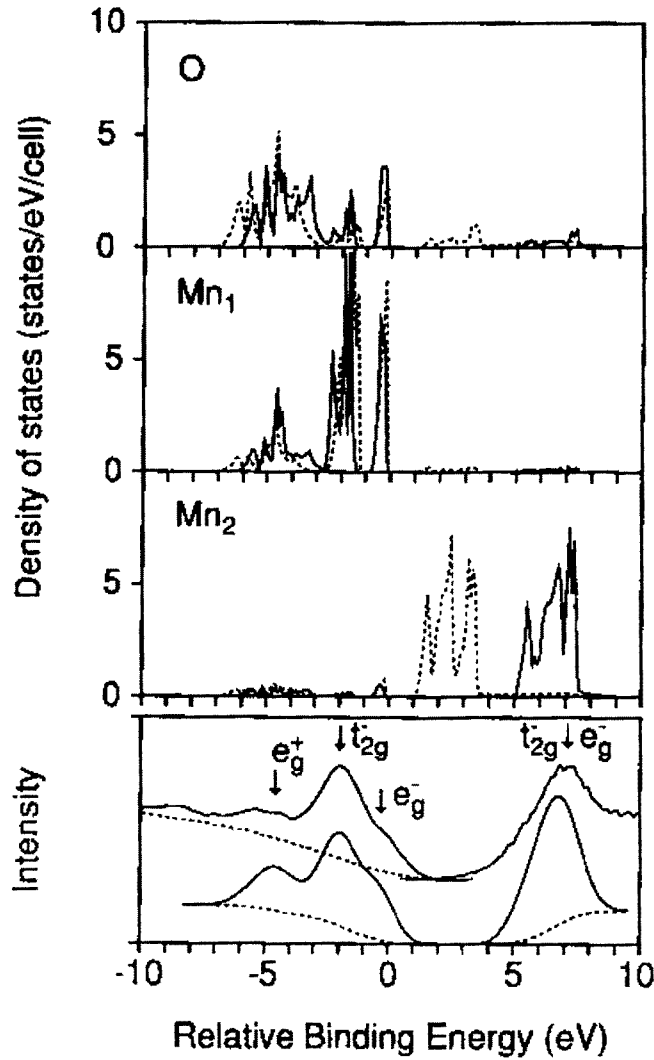 Density of states (states/eV/cell)
10
O
5
0
Mn₁
5
0
Mn₂
5
0
Intensity
e⁺g
↓
↓
t⁻2g
↓
e⁻g
t⁻2g
↓
e⁻g
-10
-5
0
5
10
Relative Binding Energy (eV)